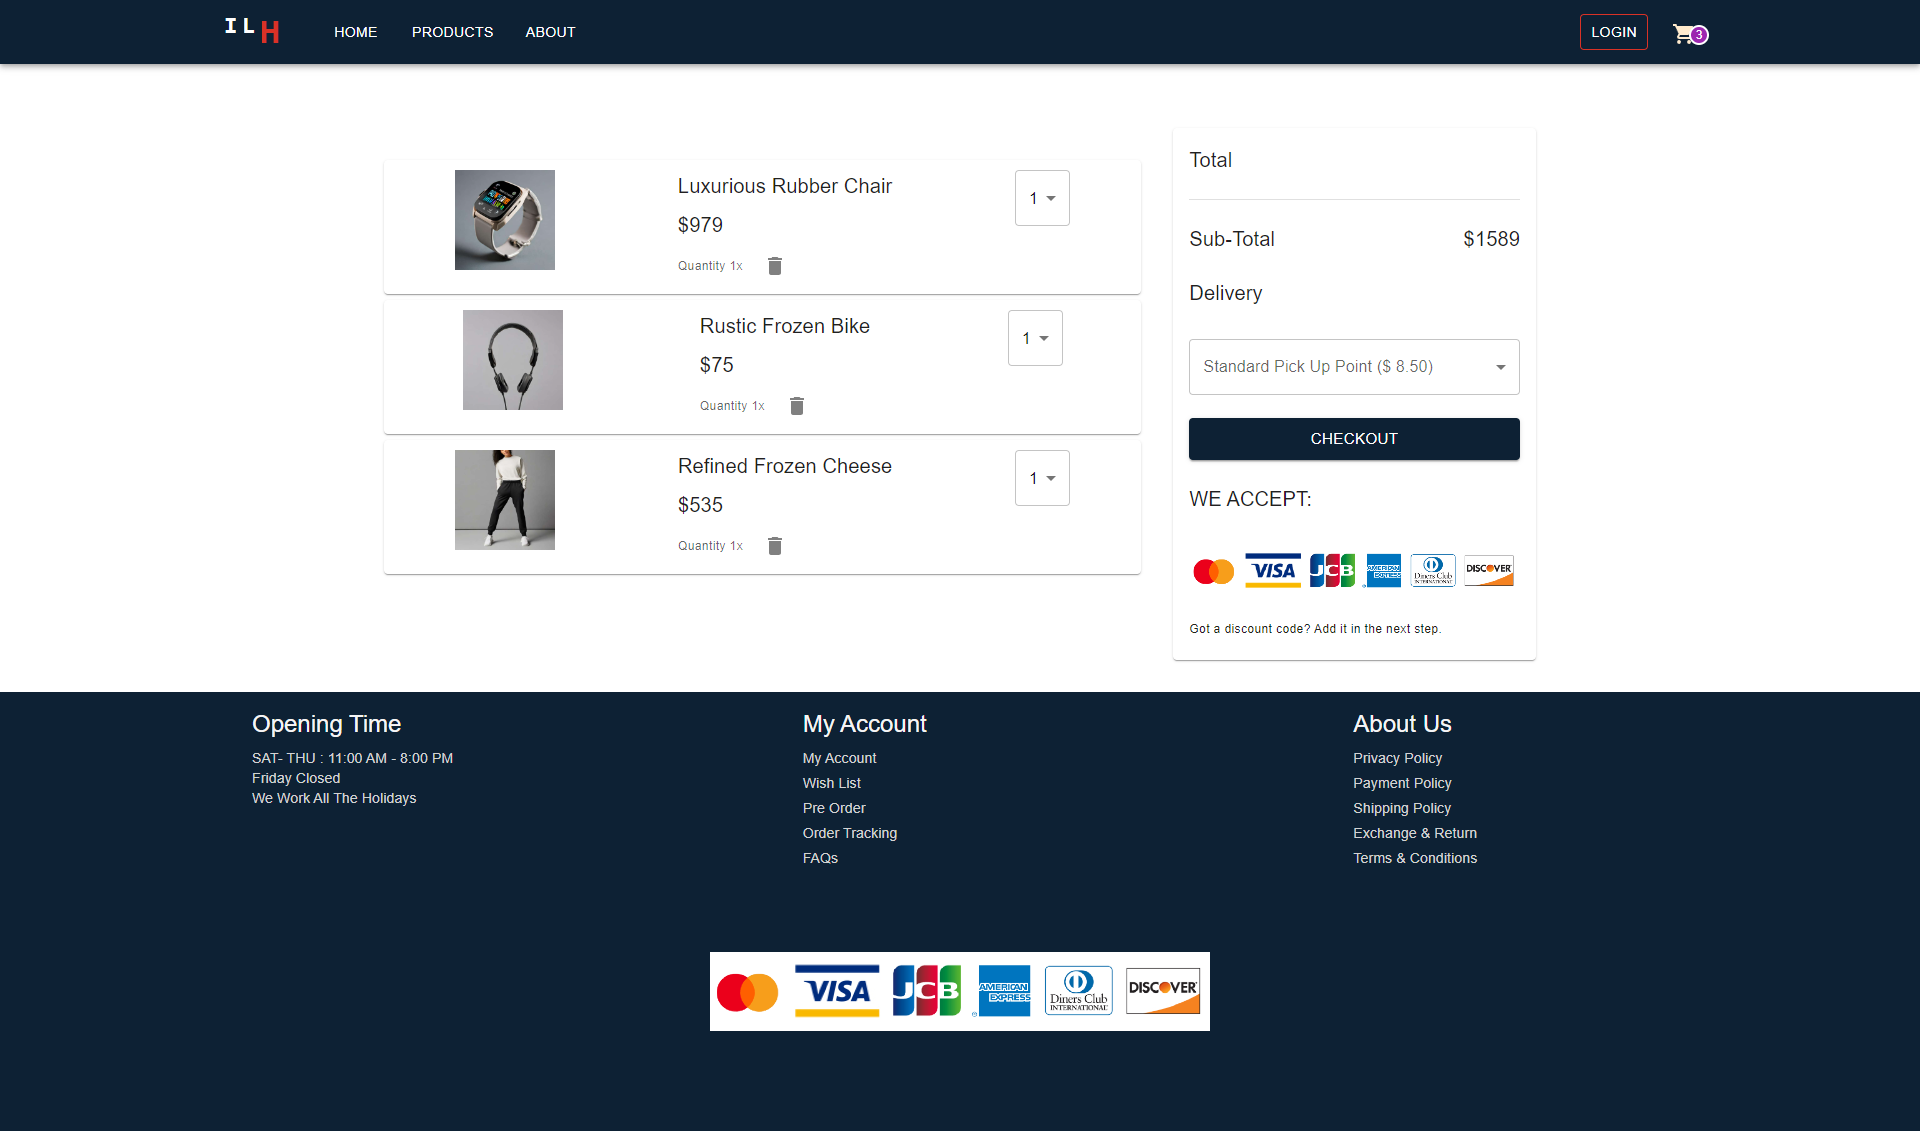 ILH
HOME
PRODUCTS
ABOUT
LOGIN
3
Luxurious Rubber Chair
1
$979
Quantity 1x
Rustic Frozen Bike
1
$75
Quantity 1x
Refined Frozen Cheese
1
$535
Quantity 1x
Total
Sub-Total
$1589
Delivery
Standard Pick Up Point ($ 8.50)
CHECKOUT
WE ACCEPT:
VISA
JCB
AMERICAN EXPRESS
Diners Club
INTERNATIONAL
DISCOVER
Got a discount code? Add it in the next step.
Opening Time
SAT- THU : 11:00 AM - 8:00 PM
Friday Closed
We Work All The Holidays
My Account
My Account
Wish List
Pre Order
Order Tracking
FAQs
About Us
Privacy Policy
Payment Policy
Shipping Policy
Exchange & Return
Terms & Conditions
VISA
JCB
AMERICAN
EXPRESS
Diners Club
INTERNATIONAL
DISCOVER